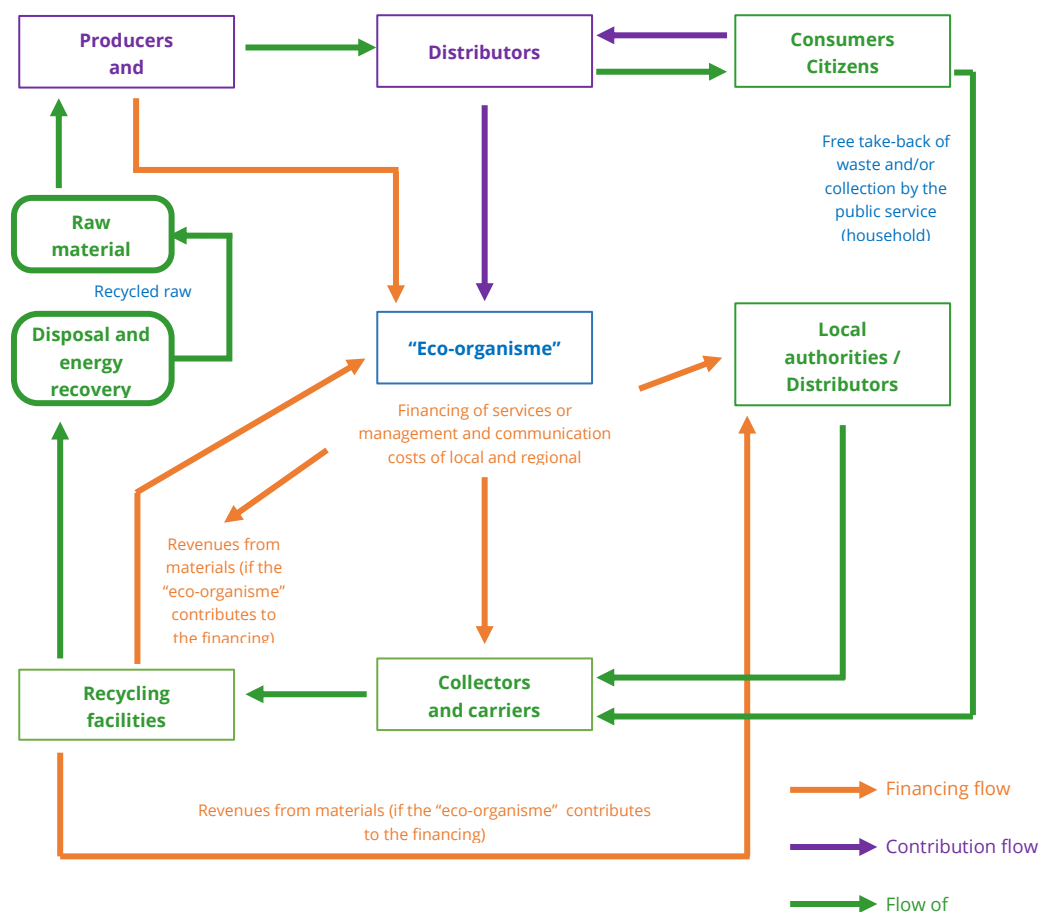 Producers
and
Distributors
Consumers
Citizens
Free take-back of
waste and/or
collection by the
public service
(household)
Raw
material
Recycled raw
Disposal and
energy
recovery
“Eco-organisme”
Local
authorities /
Distributors
Financing of services or
management and communication
costs of local and regional
Revenues from
materials (if the
“eco-organisme”
contributes to
the financing)
Recycling
facilities
Collectors
and carriers
Revenues from materials (if the “eco-organisme” contributes
to the financing)
Financing flow
Contribution flow
Flow of